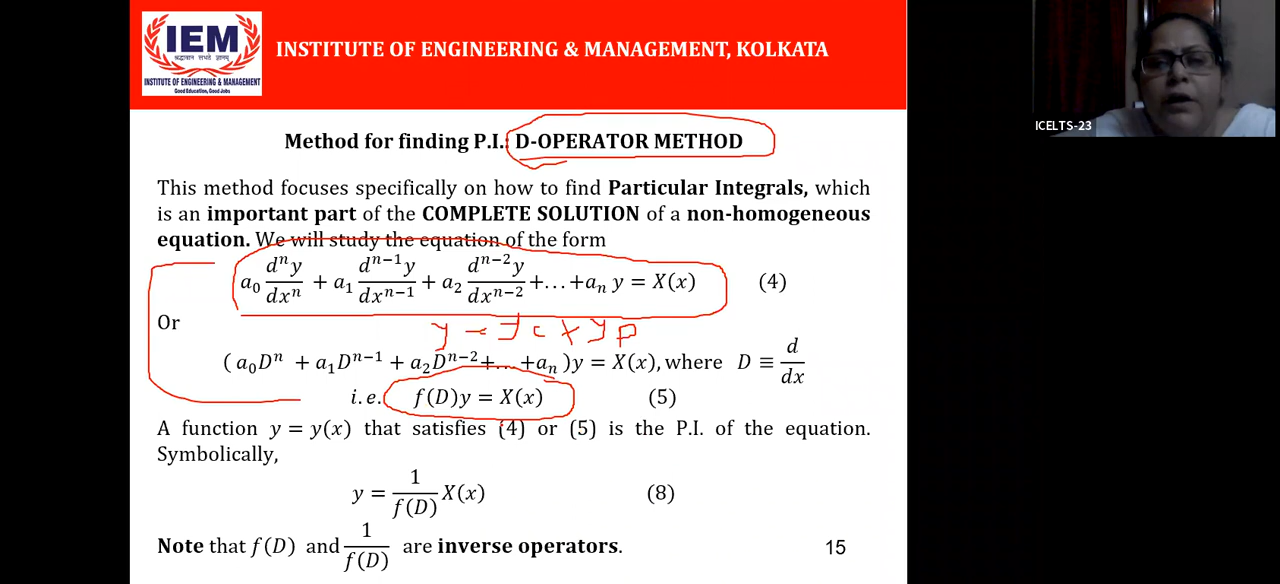 IEM
श्रद्धावान लभते ज्ञानम्
INSTITUTE OF ENGINEERING & MANAGEMENT
Good Education, Good Jobs
INSTITUTE OF ENGINEERING & MANAGEMENT, KOLKATA
ICELTS-23
Method for finding P.I.: D-OPERATOR METHOD
This method focuses specifically on how to find Particular Integrals, which
is an important part of the COMPLETE SOLUTION of a non-homogeneous
equation. We will study the equation of the form
a₀ dⁿy/dxⁿ + a₁ dⁿ⁻¹y/dxⁿ⁻¹ + a₂ dⁿ⁻²y/dxⁿ⁻² +...+aₙ y = X(x) (4)
Or
(a₀Dⁿ + a₁Dⁿ⁻¹ + a₂Dⁿ⁻²+... +aₙ)y = X(x), where D ≡ d/dx
i.e. f(D)y = X(x) (5)
A function y = y(x) that satisfies (4) or (5) is the P.I. of the equation.
Symbolically,
y = 1/f(D) X(x) (8)
Note that f(D) and 1/f(D) are inverse operators.
15